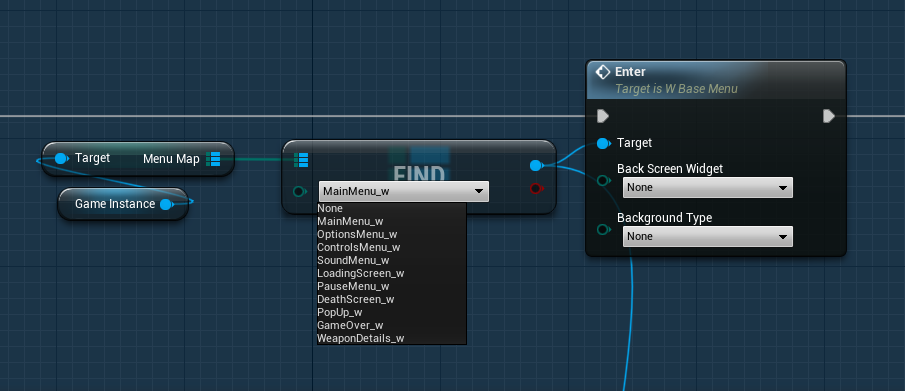 Enter
Target is W Base Menu
Target
Menu Map
FIND
Target
Game Instance
MainMenu_w
Back Screen Widget
None
Background Type
None
None
MainMenu_w
OptionsMenu_w
ControlsMenu_w
SoundMenu_w
LoadingScreen_w
PauseMenu_w
DeathScreen_w
PopUp_w
GameOver_w
WeaponDetails_w